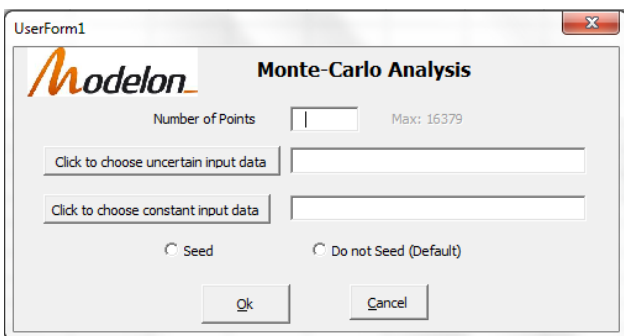 UserForm1
Modelon
Monte-Carlo Analysis
Number of Points Max: 16379
Click to choose uncertain input data
Click to choose constant input data
Seed Do not Seed (Default)
Ok Cancel